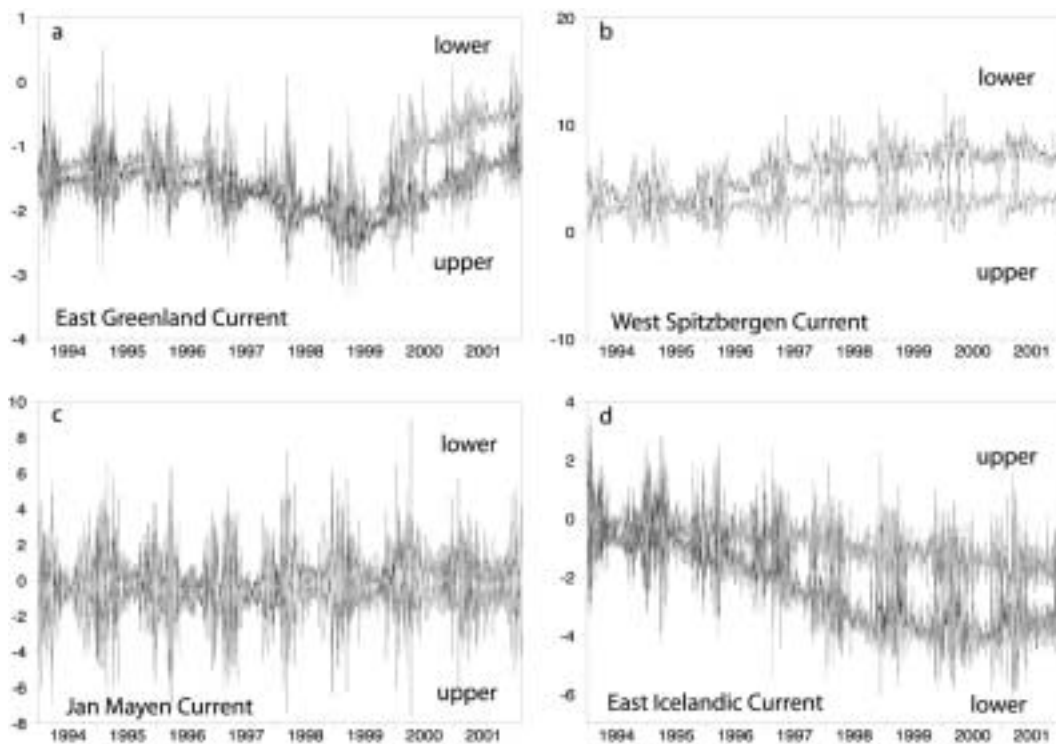 1
a
lower
0
-1
-2
upper
-3
East Greenland Current
-4
1994 1995 1996 1997 1998 1999 2000 2001
20
b
lower
10
0
upper
West Spitzbergen Current
-10
1994 1995 1996 1997 1998 1999 2000 2001
10
c
8
lower
6
4
2
0
-2
-4
-6
upper
Jan Mayen Current
-8
1994 1995 1996 1997 1998 1999 2000 2001
4
d
upper
2
0
-2
-4
-6
East Icelandic Current lower
1994 1995 1996 1997 1998 1999 2000 2001